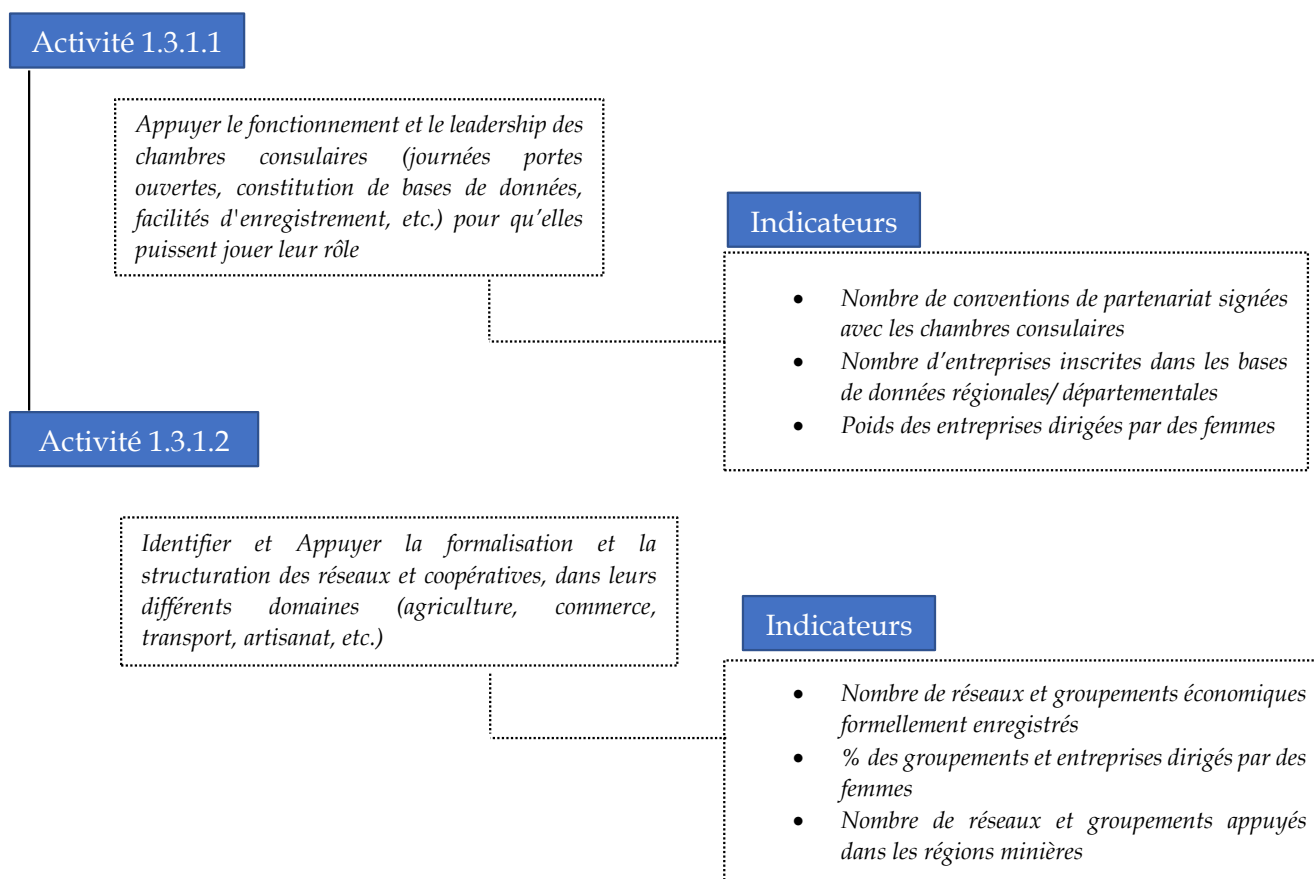 Activité 1.3.1.1
Appuyer le fonctionnement et le leadership des
chambres consulaires (journées portes
ouvertes, constitution de bases de données,
facilités d'enregistrement, etc.) pour qu’elles
puissent jouer leur rôle
Indicateurs
• Nombre de conventions de partenariat signées
avec les chambres consulaires
• Nombre d’entreprises inscrites dans les bases
de données régionales/ départementales
• Poids des entreprises dirigées par des femmes
Activité 1.3.1.2
Identifier et Appuyer la formalisation et la
structuration des réseaux et coopératives, dans leurs
différents domaines (agriculture, commerce,
transport, artisanat, etc.)
Indicateurs
• Nombre de réseaux et groupements économiques
formellement enregistrés
• % des groupements et entreprises dirigés par des
femmes
• Nombre de réseaux et groupements appuyés
dans les régions minières